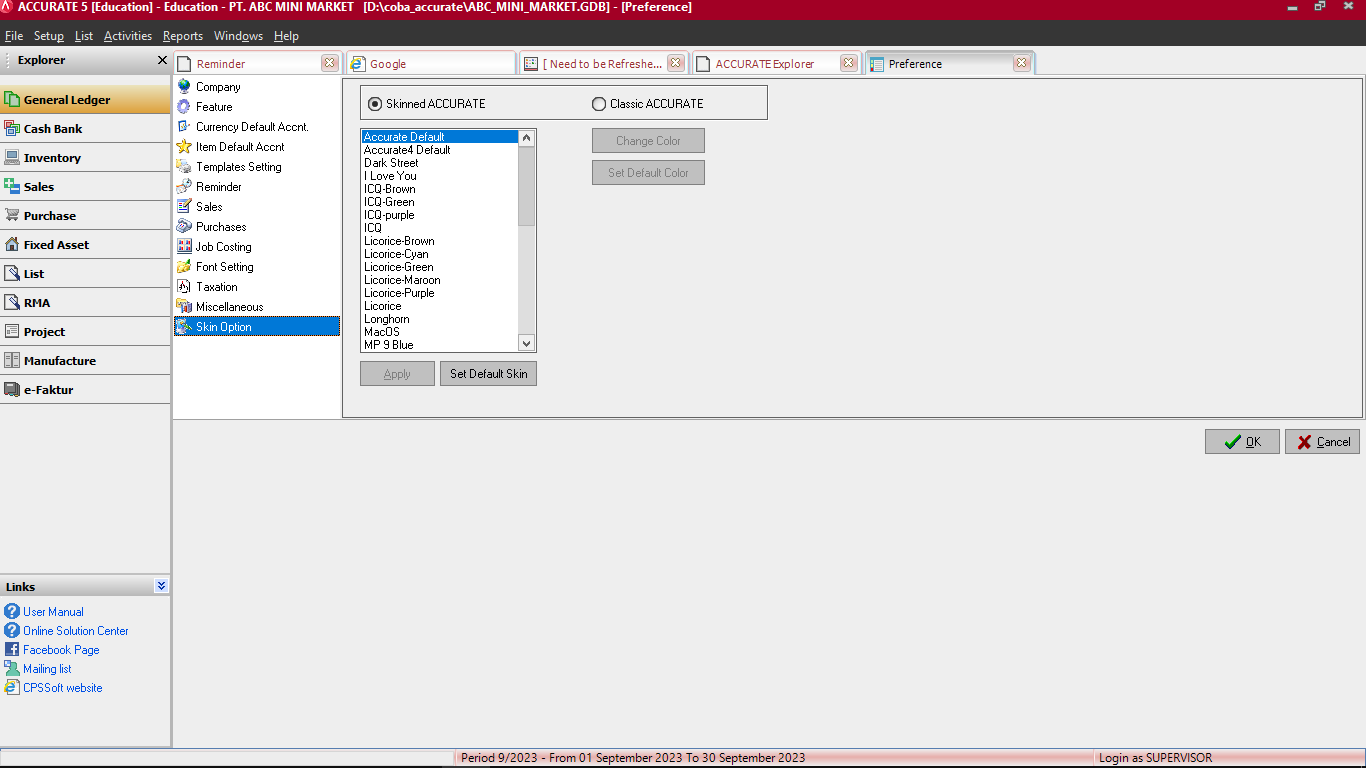 ACCURATE 5 [Education] - Education - PT. ABC MINI MARKET   [D:\coba_accurate\ABC_MINI_MARKET.GDB] - [Preference]
File Setup List Activities Reports Windows Help
Explorer
Reminder
Google
[ Need to be Refreshe...
ACCURATE Explorer
Preference
General Ledger
Cash Bank
Inventory
Sales
Purchase
Fixed Asset
List
RMA
Project
Manufacture
e-Faktur
Company
Feature
Currency Default Accnt.
Item Default Accnt
Templates Setting
Reminder
Sales
Purchases
Job Costing
Font Setting
Taxation
Miscellaneous
Skin Option
Skinned ACCURATE
Classic ACCURATE
Accurate Default
Accurate4 Default
Dark Street
I Love You
ICQ-Brown
ICQ-Green
ICQ-purple
ICQ
Licorice-Brown
Licorice-Cyan
Licorice-Green
Licorice-Maroon
Licorice-Purple
Licorice
Longhorn
MacOS
MP 9 Blue
Change Color
Set Default Color
Apply
Set Default Skin
OK
Cancel
Links
User Manual
Online Solution Center
Facebook Page
Mailing list
CPSSoft website
Period 9/2023 - From 01 September 2023 To 30 September 2023
Login as SUPERVISOR